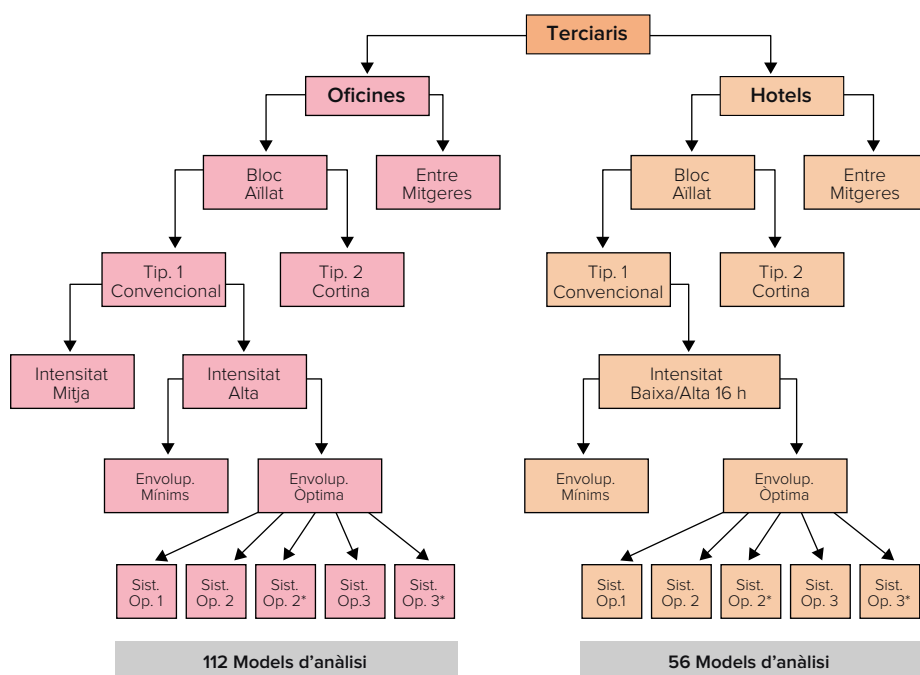 Terciaris
Oficines
Hotels
Bloc
Aïllat
Entre
Mitgeres
Bloc
Aïllat
Entre
Mitgeres
Tip. 1
Convencional
Tip. 2
Cortina
Tip. 1
Convencional
Tip. 2
Cortina
Intensitat
Mitja
Intensitat
Alta
Intensitat
Baixa/Alta 16 h
Envolup.
Mínims
Envolup.
Òptima
Envolup.
Mínims
Envolup.
Òptima
Sist.
Op. 1
Sist.
Op. 2
Sist.
Op. 2*
Sist.
Op.3
Sist.
Op. 3*
Sist.
Op.1
Sist.
Op. 2
Sist.
Op. 2*
Sist.
Op. 3
Sist.
Op. 3*
112 Models d’anàlisi
56 Models d’anàlisi